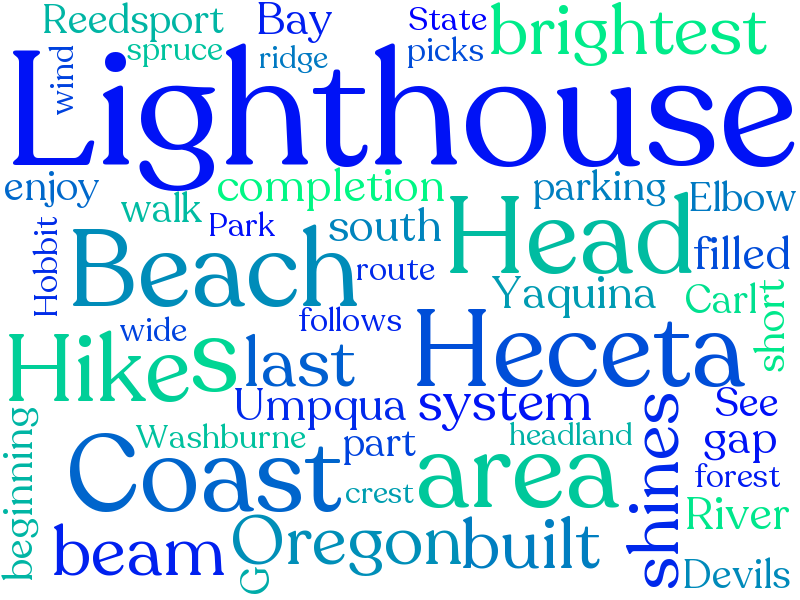 Reedsport
Bay
State
brightest
spruce
ridge
picks
wind
Lighthouse
enjoy
completion
parking
Elbow
walk
Park
south
Head
filled
Hobbit
Beach
route
Yaquina
Carl
short
wide
follows
Hike
s
last
Heceta
Umpqua
system
See
beginning
Washburne
part
headland
shines
gap
Coast
crest
area
forest
River
beam
Oregon
built
G
Devils